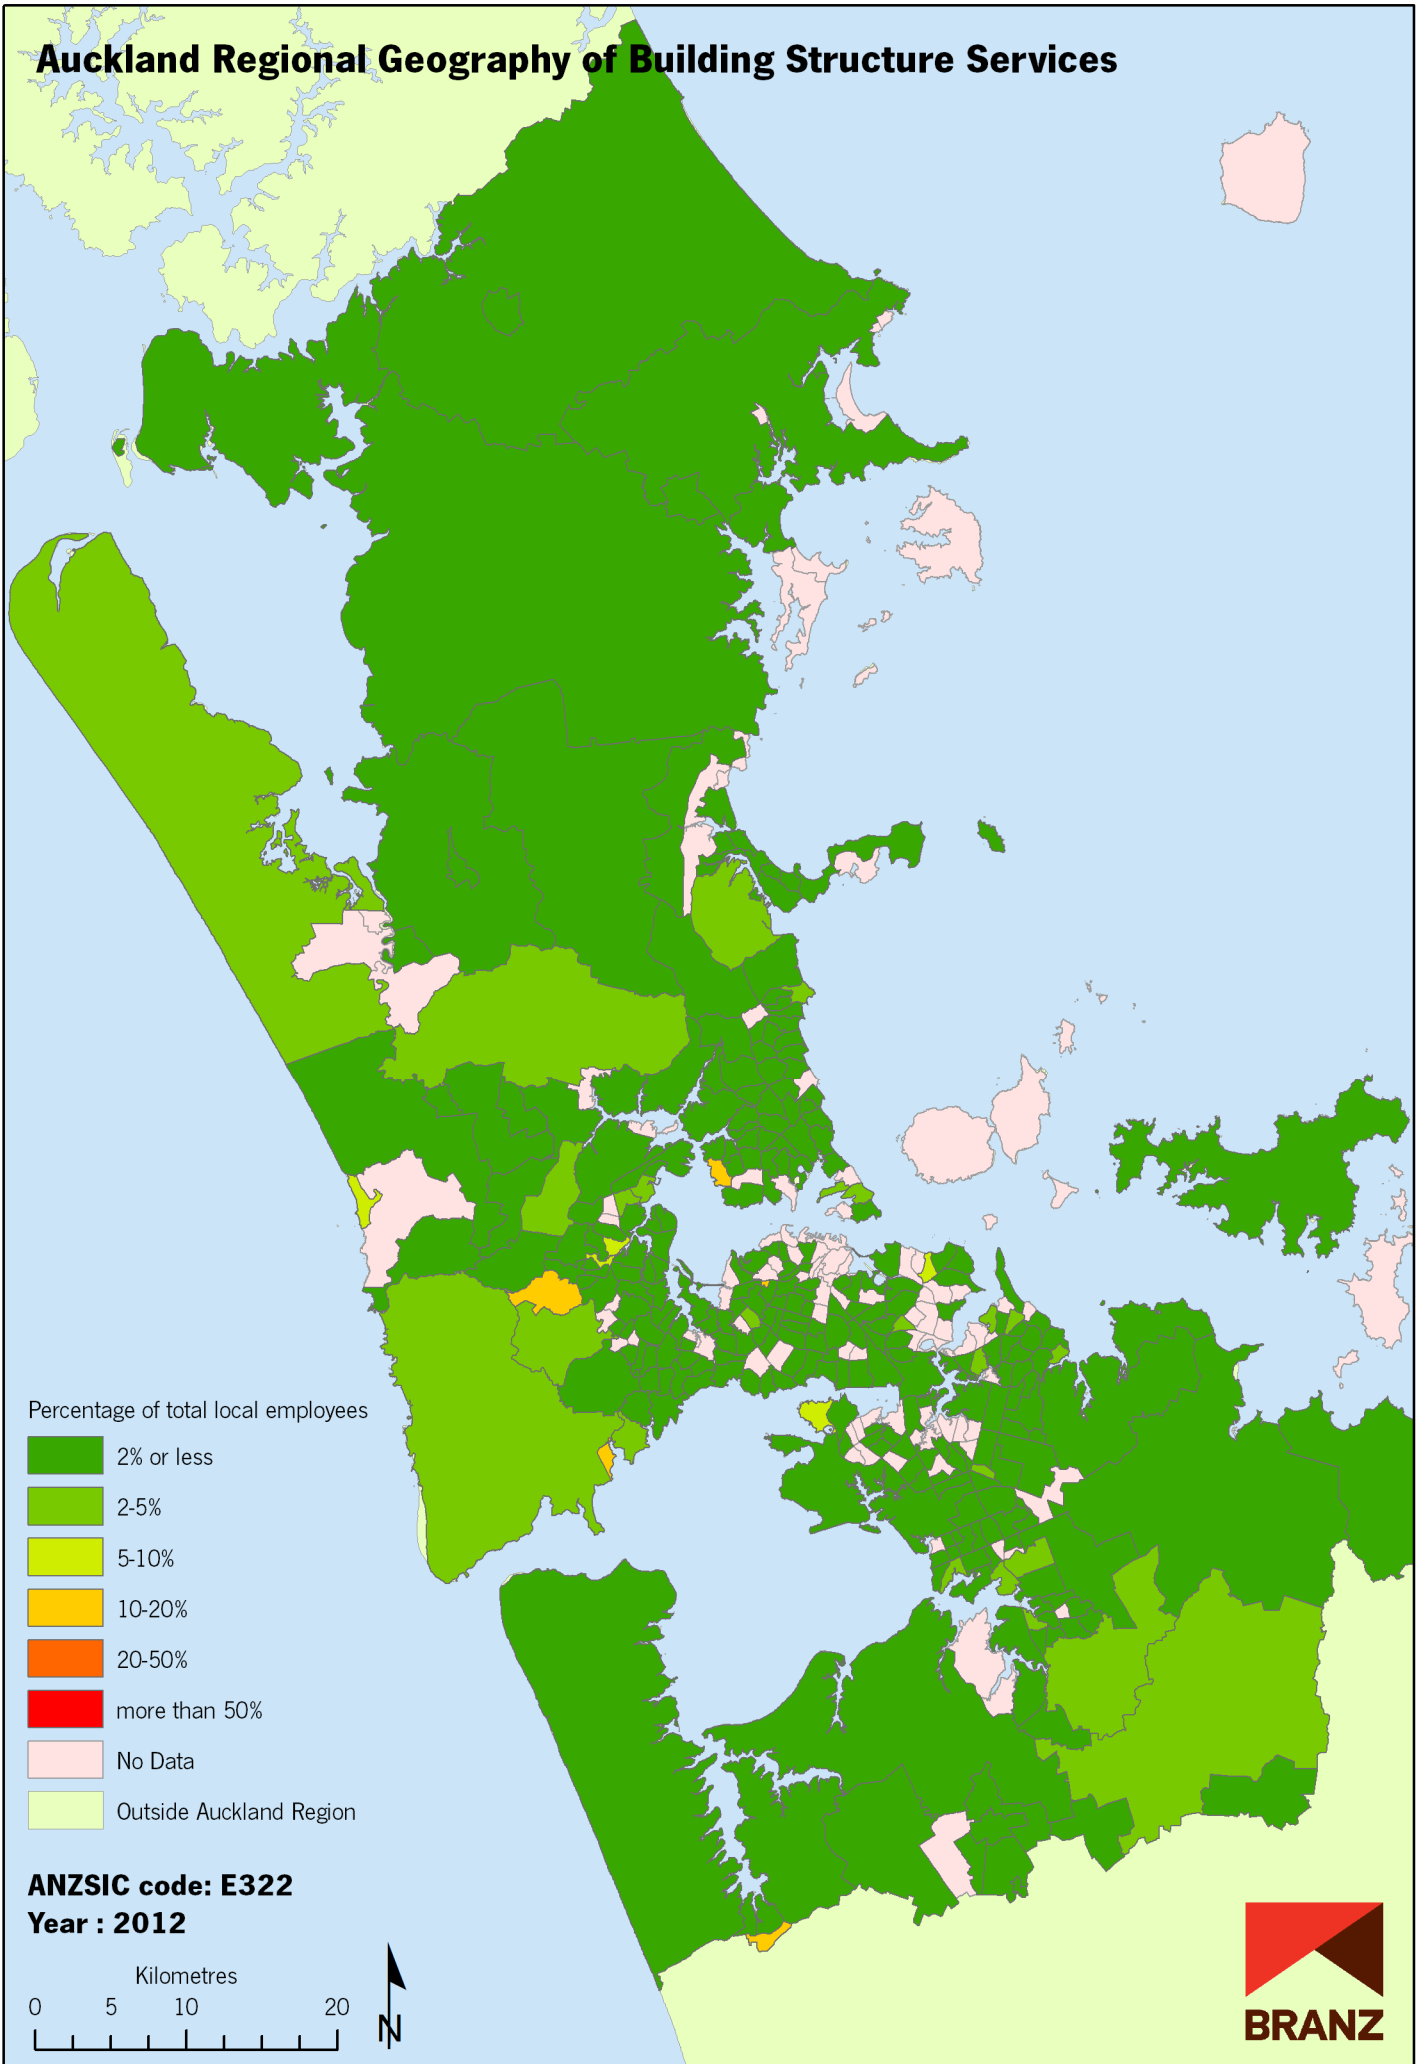 Auckland Regional Geography of Building Structure Services
Percentage of total local employees
2% or less
2-5%
5-10%
10-20%
20-50%
more than 50%
No Data
Outside Auckland Region
ANZSIC code: E322
Year : 2012
Kilometres
0 5 10 20
N
BRANZ